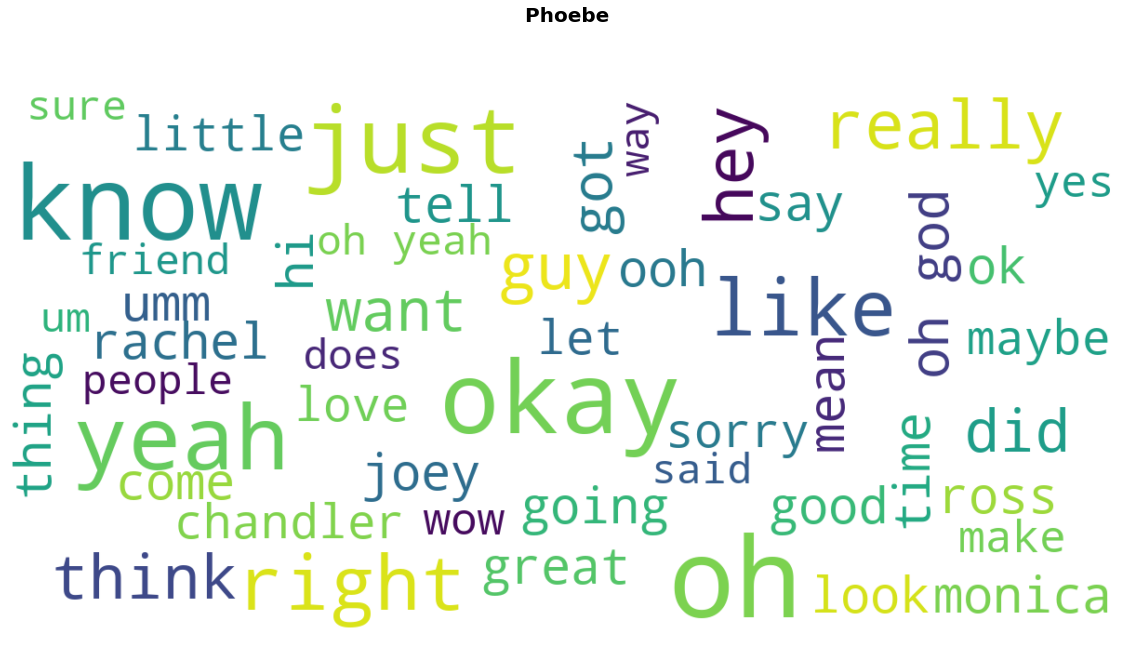 Phoebe
sure
little
just
know
tell
got
way
hey
say
really
yes
god
ok
friend
hi
oh yeah
guy
ooh
umm
want
like
um
rachel
does
let
oh
maybe
people
thing
love
okay
mean
yeah
sorry
did
come
joey
said
time
chandler
wow
going
good
ross
make
think
right
great
oh
look
monica